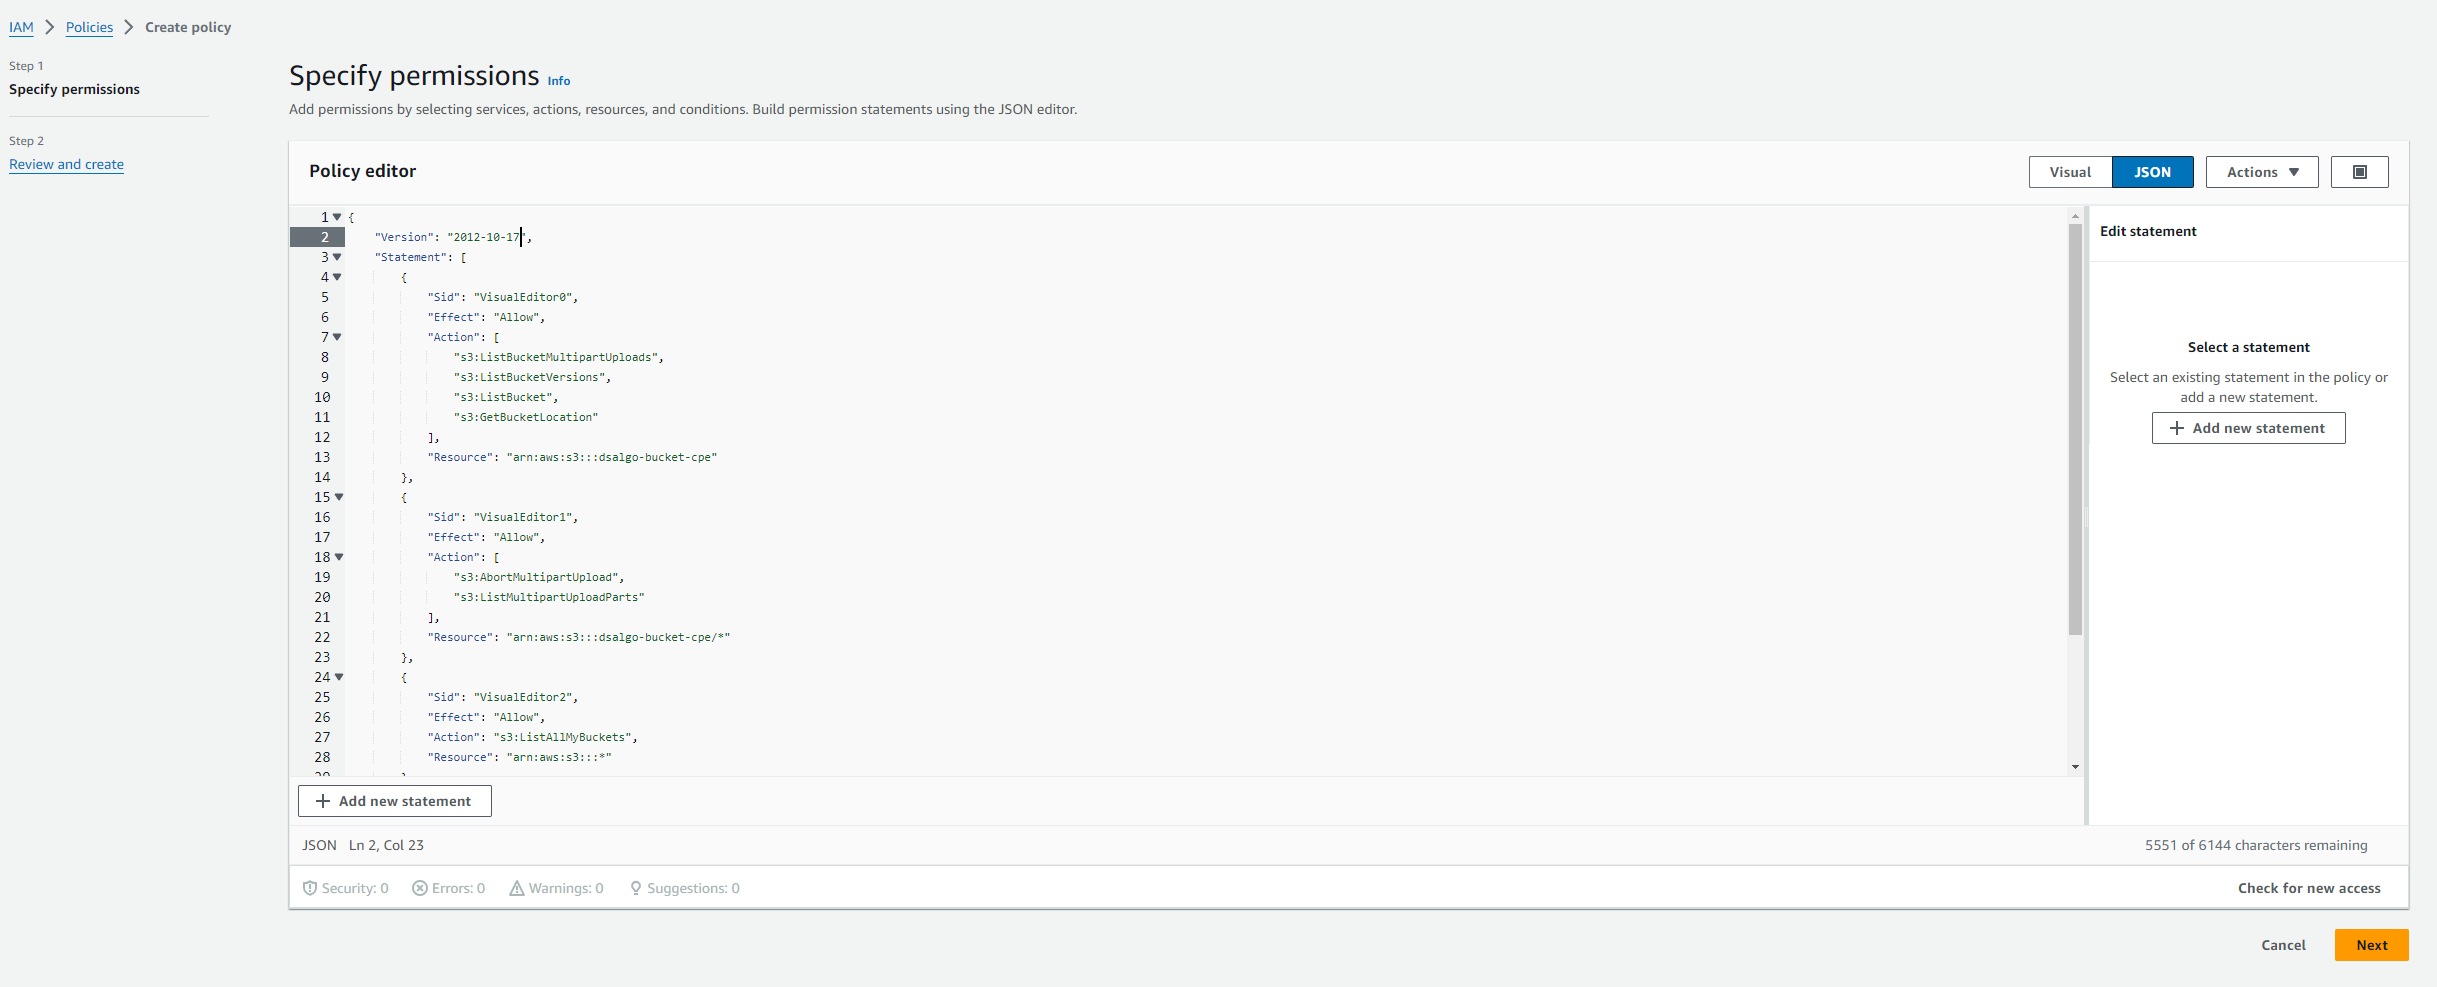 IAM > Policies > Create policy
Step 1
Specify permissions
Step 2
Review and create
Specify permissions Info
Add permissions by selecting services, actions, resources, and conditions. Build permission statements using the JSON editor.
Policy editor
Visual JSON Actions
1 {
2 "Version": "2012-10-17",
3 "Statement": [
4 {
5 "Sid": "VisualEditor0",
6 "Effect": "Allow",
7 "Action": [
8 "s3:ListBucketMultipartUploads",
9 "s3:ListBucketVersions",
10 "s3:ListBucket",
11 "s3:GetBucketLocation"
12 ],
13 "Resource": "arn:aws:s3:::dsalgo-bucket-cpe"
14 },
15 {
16 "Sid": "VisualEditor1",
17 "Effect": "Allow",
18 "Action": [
19 "s3:AbortMultipartUpload",
20 "s3:ListMultipartUploadParts"
21 ],
22 "Resource": "arn:aws:s3:::dsalgo-bucket-cpe/*"
23 },
24 {
25 "Sid": "VisualEditor2",
26 "Effect": "Allow",
27 "Action": "s3:ListAllMyBuckets",
28 "Resource": "arn:aws:s3:::*"
Edit statement
Select a statement
Select an existing statement in the policy or
add a new statement.
+ Add new statement
+ Add new statement
JSON Ln 2, Col 23
5551 of 6144 characters remaining
Security: 0 Errors: 0 Warnings: 0 Suggestions: 0
Check for new access
Cancel Next